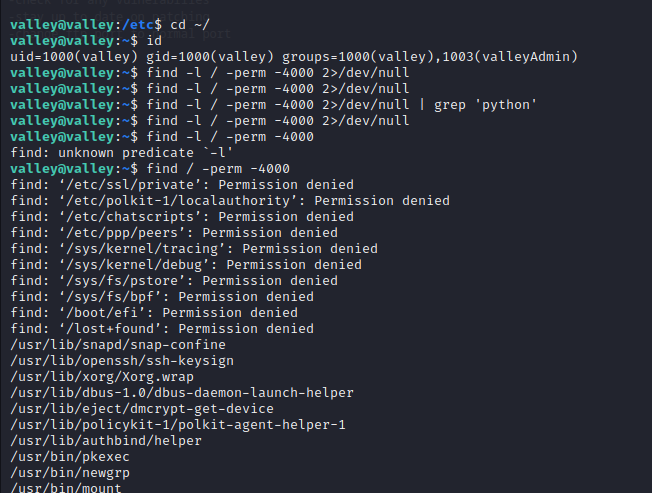 valley@valley:/etc$ cd ~/
valley@valley:~$ id
uid=1000(valley) gid=1000(valley) groups=1000(valley),1003(valleyAdmin)
valley@valley:~$ find -l / -perm -4000 2>/dev/null
valley@valley:~$ find -l / -perm -4000 2>/dev/null
valley@valley:~$ find -l / -perm -4000 2>/dev/null | grep 'python'
valley@valley:~$ find -l / -perm -4000 2>/dev/null
valley@valley:~$ find -l / -perm -4000
find: unknown predicate `-l'
valley@valley:~$ find / -perm -4000
find: ‘/etc/ssl/private’: Permission denied
find: ‘/etc/polkit-1/localauthority’: Permission denied
find: ‘/etc/chatscripts’: Permission denied
find: ‘/etc/ppp/peers’: Permission denied
find: ‘/sys/kernel/tracing’: Permission denied
find: ‘/sys/kernel/debug’: Permission denied
find: ‘/sys/fs/pstore’: Permission denied
find: ‘/sys/fs/bpf’: Permission denied
find: ‘/boot/efi’: Permission denied
find: ‘/lost+found’: Permission denied
/usr/lib/snapd/snap-confine
/usr/lib/openssh/ssh-keysign
/usr/lib/xorg/Xorg.wrap
/usr/lib/dbus-1.0/dbus-daemon-launch-helper
/usr/lib/eject/dmcrypt-get-device
/usr/lib/policykit-1/polkit-agent-helper-1
/usr/lib/authbind/helper
/usr/bin/pkexec
/usr/bin/newgrp
/usr/bin/mount